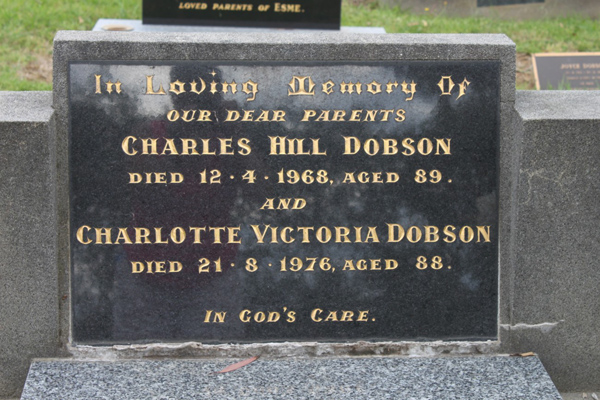 LOVED PARENTS OF ESME.
In Loving Memory Of
OUR DEAR PARENTS
CHARLES HILL DOBSON
DIED 12 · 4 · 1968, AGED 89.
AND
CHARLOTTE VICTORIA DOBSON
DIED 21 · 8 · 1976, AGED 88.
IN GOD'S CARE.